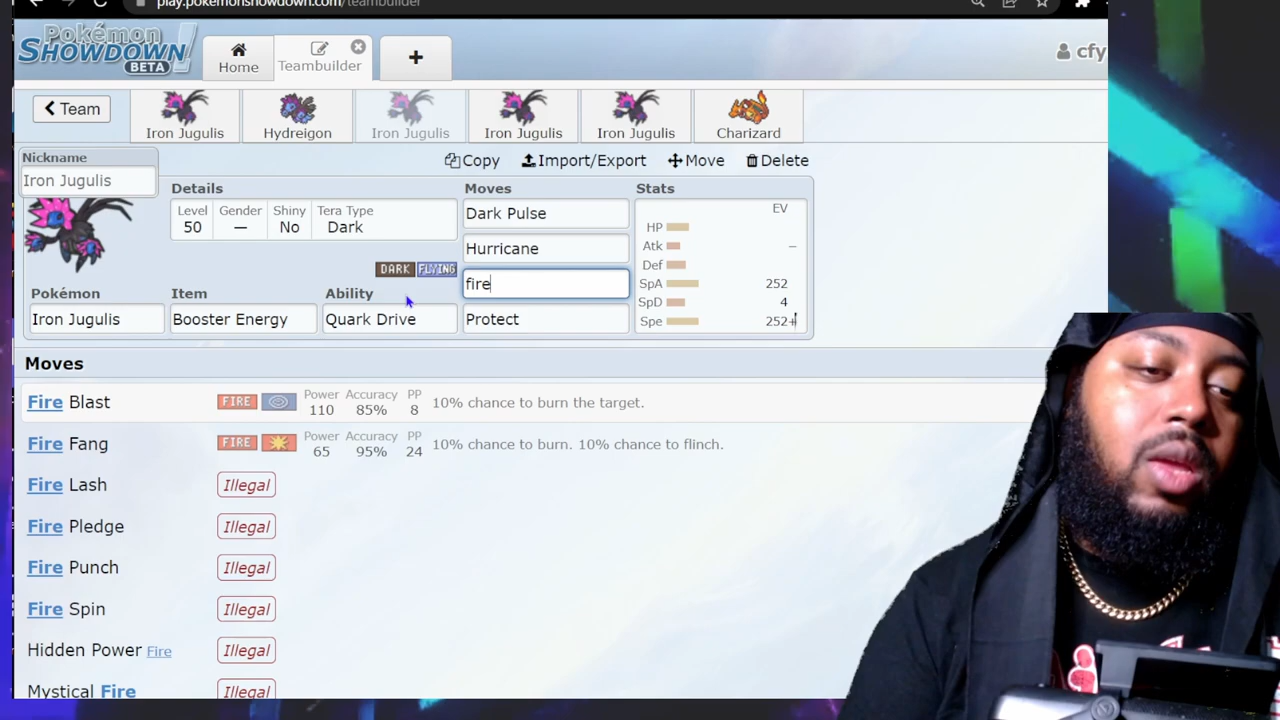 play.pokemonshowdown.com/teambuilder
Pokémon
SHOWDOWN!
BETA
Home
Teambuilder
cfy
Team
Iron Jugulis
Hydreigon
Iron Jugulis
Iron Jugulis
Iron Jugulis
Charizard
Copy
Import/Export
Move
Delete
Nickname
Iron Jugulis
Details
Level
50
Gender
—
Shiny
No
Tera Type
Dark
DARK FLYING
Pokémon
Iron Jugulis
Item
Booster Energy
Ability
Quark Drive
Moves
Dark Pulse
Hurricane
fire
Protect
Stats
EV
HP
Atk –
Def
SpA 252
SpD 4
Spe 252+
Moves
Fire Blast FIRE Power 110 Accuracy 85% PP 8 10% chance to burn the target.
Fire Fang FIRE Power 65 Accuracy 95% PP 24 10% chance to burn. 10% chance to flinch.
Fire Lash Illegal
Fire Pledge Illegal
Fire Punch Illegal
Fire Spin Illegal
Hidden Power Fire Illegal
Mystical Fire Illegal